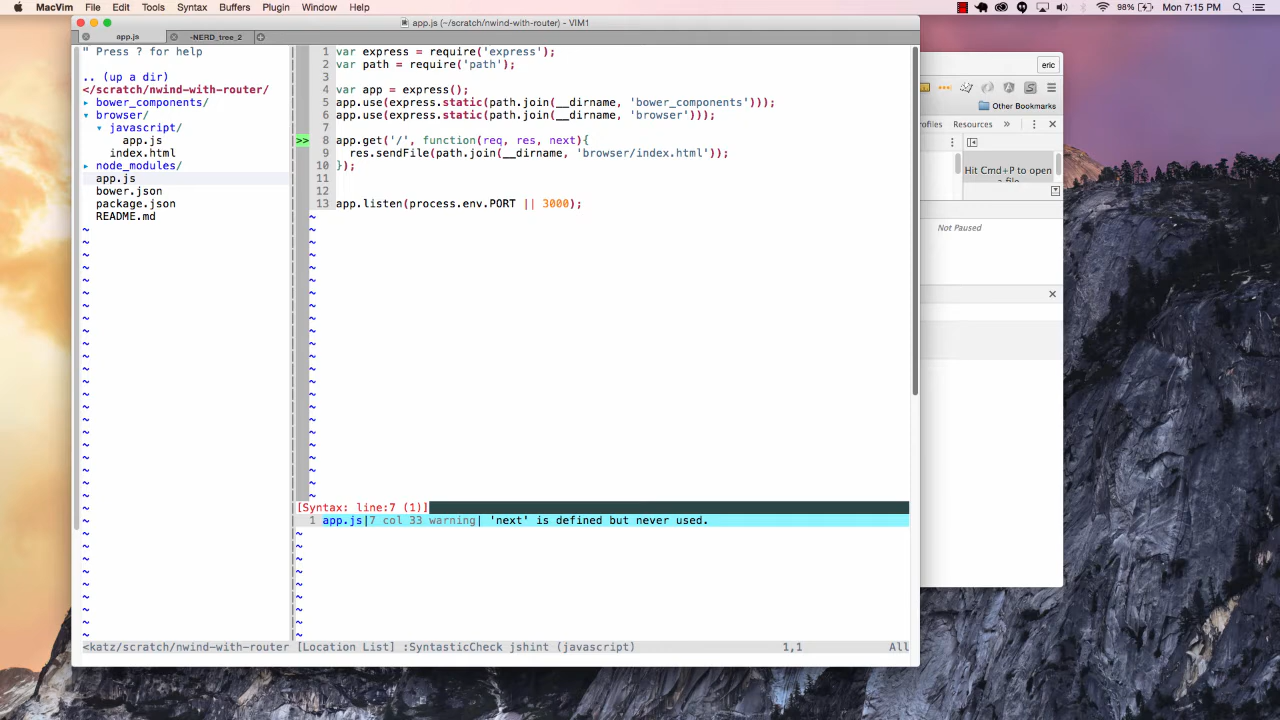 MacVim File Edit Tools Syntax Buffers Plugin Window Help 98% Mon 7:15 PM
app.js (~/scratch/nwind-with-router/) - VIM1
app.js -NERD_tree_2
" Press ? for help
.. (up a dir)
</scratch/nwind-with-router/
▸ bower_components/
▾ browser/
▾ javascript/
app.js
index.html
▸ node_modules/
app.js
bower.json
package.json
README.md
1 var express = require('express');
2 var path = require('path');
3
4 var app = express();
5 app.use(express.static(path.join(__dirname, 'bower_components')));
6 app.use(express.static(path.join(__dirname, 'browser')));
7
>> 8 app.get('/', function(req, res, next){
9 res.sendFile(path.join(__dirname, 'browser/index.html'));
10 });
11
12
13 app.listen(process.env.PORT || 3000);
[Syntax: line:7 (1)]
1 app.js|7 col 33 warning| 'next' is defined but never used.
<katz/scratch/nwind-with-router [Location List] :SyntasticCheck jshint (javascript) 1,1 All
eric
Other Bookmarks
ofiles Resources »
Hit Cmd+P to open
a file
Not Paused